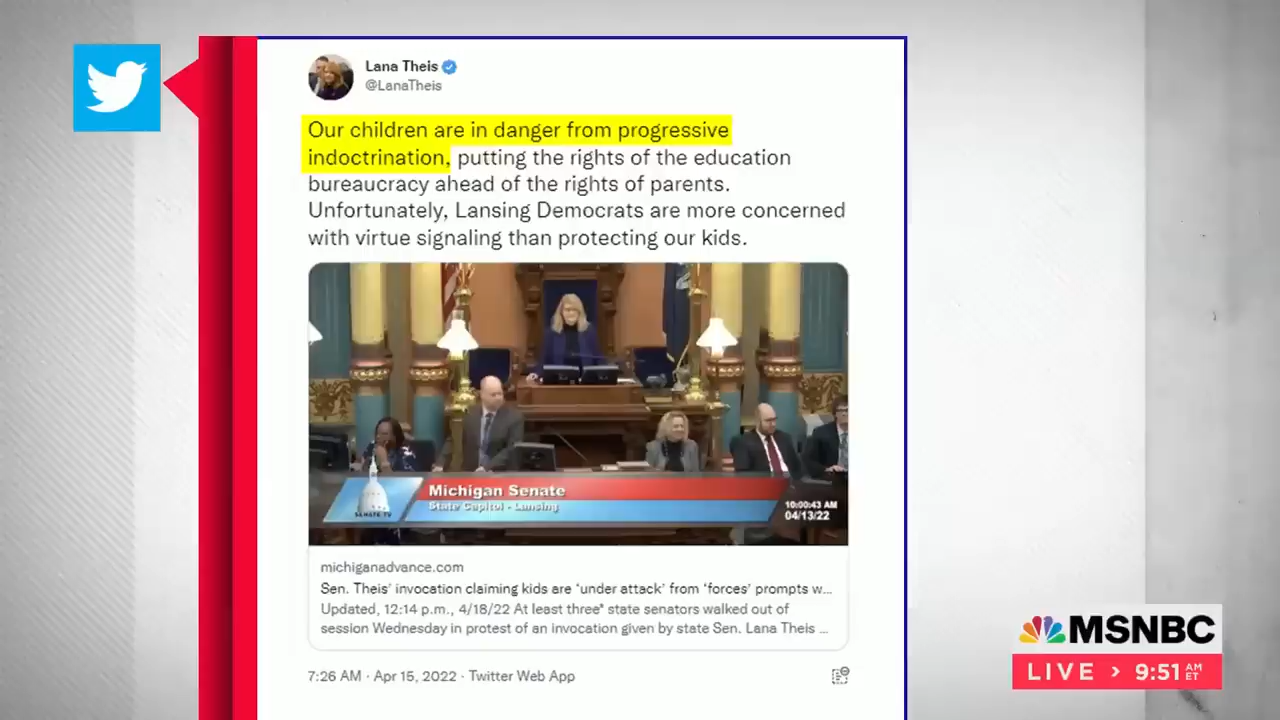 Lana Theis
@LanaTheis
Our children are in danger from progressive
indoctrination, putting the rights of the education
bureaucracy ahead of the rights of parents.
Unfortunately, Lansing Democrats are more concerned
with virtue signaling than protecting our kids.
Michigan Senate
State Capitol - Lansing
SENATE TV
10:00:43 AM
04/13/22
michiganadvance.com
Sen. Theis' invocation claiming kids are 'under attack' from 'forces' prompts w...
Updated, 12:14 p.m., 4/18/22 At least three* state senators walked out of
session Wednesday in protest of an invocation given by state Sen. Lana Theis ...
7:26 AM · Apr 15, 2022 · Twitter Web App
MSNBC
LIVE > 9:51 AM ET